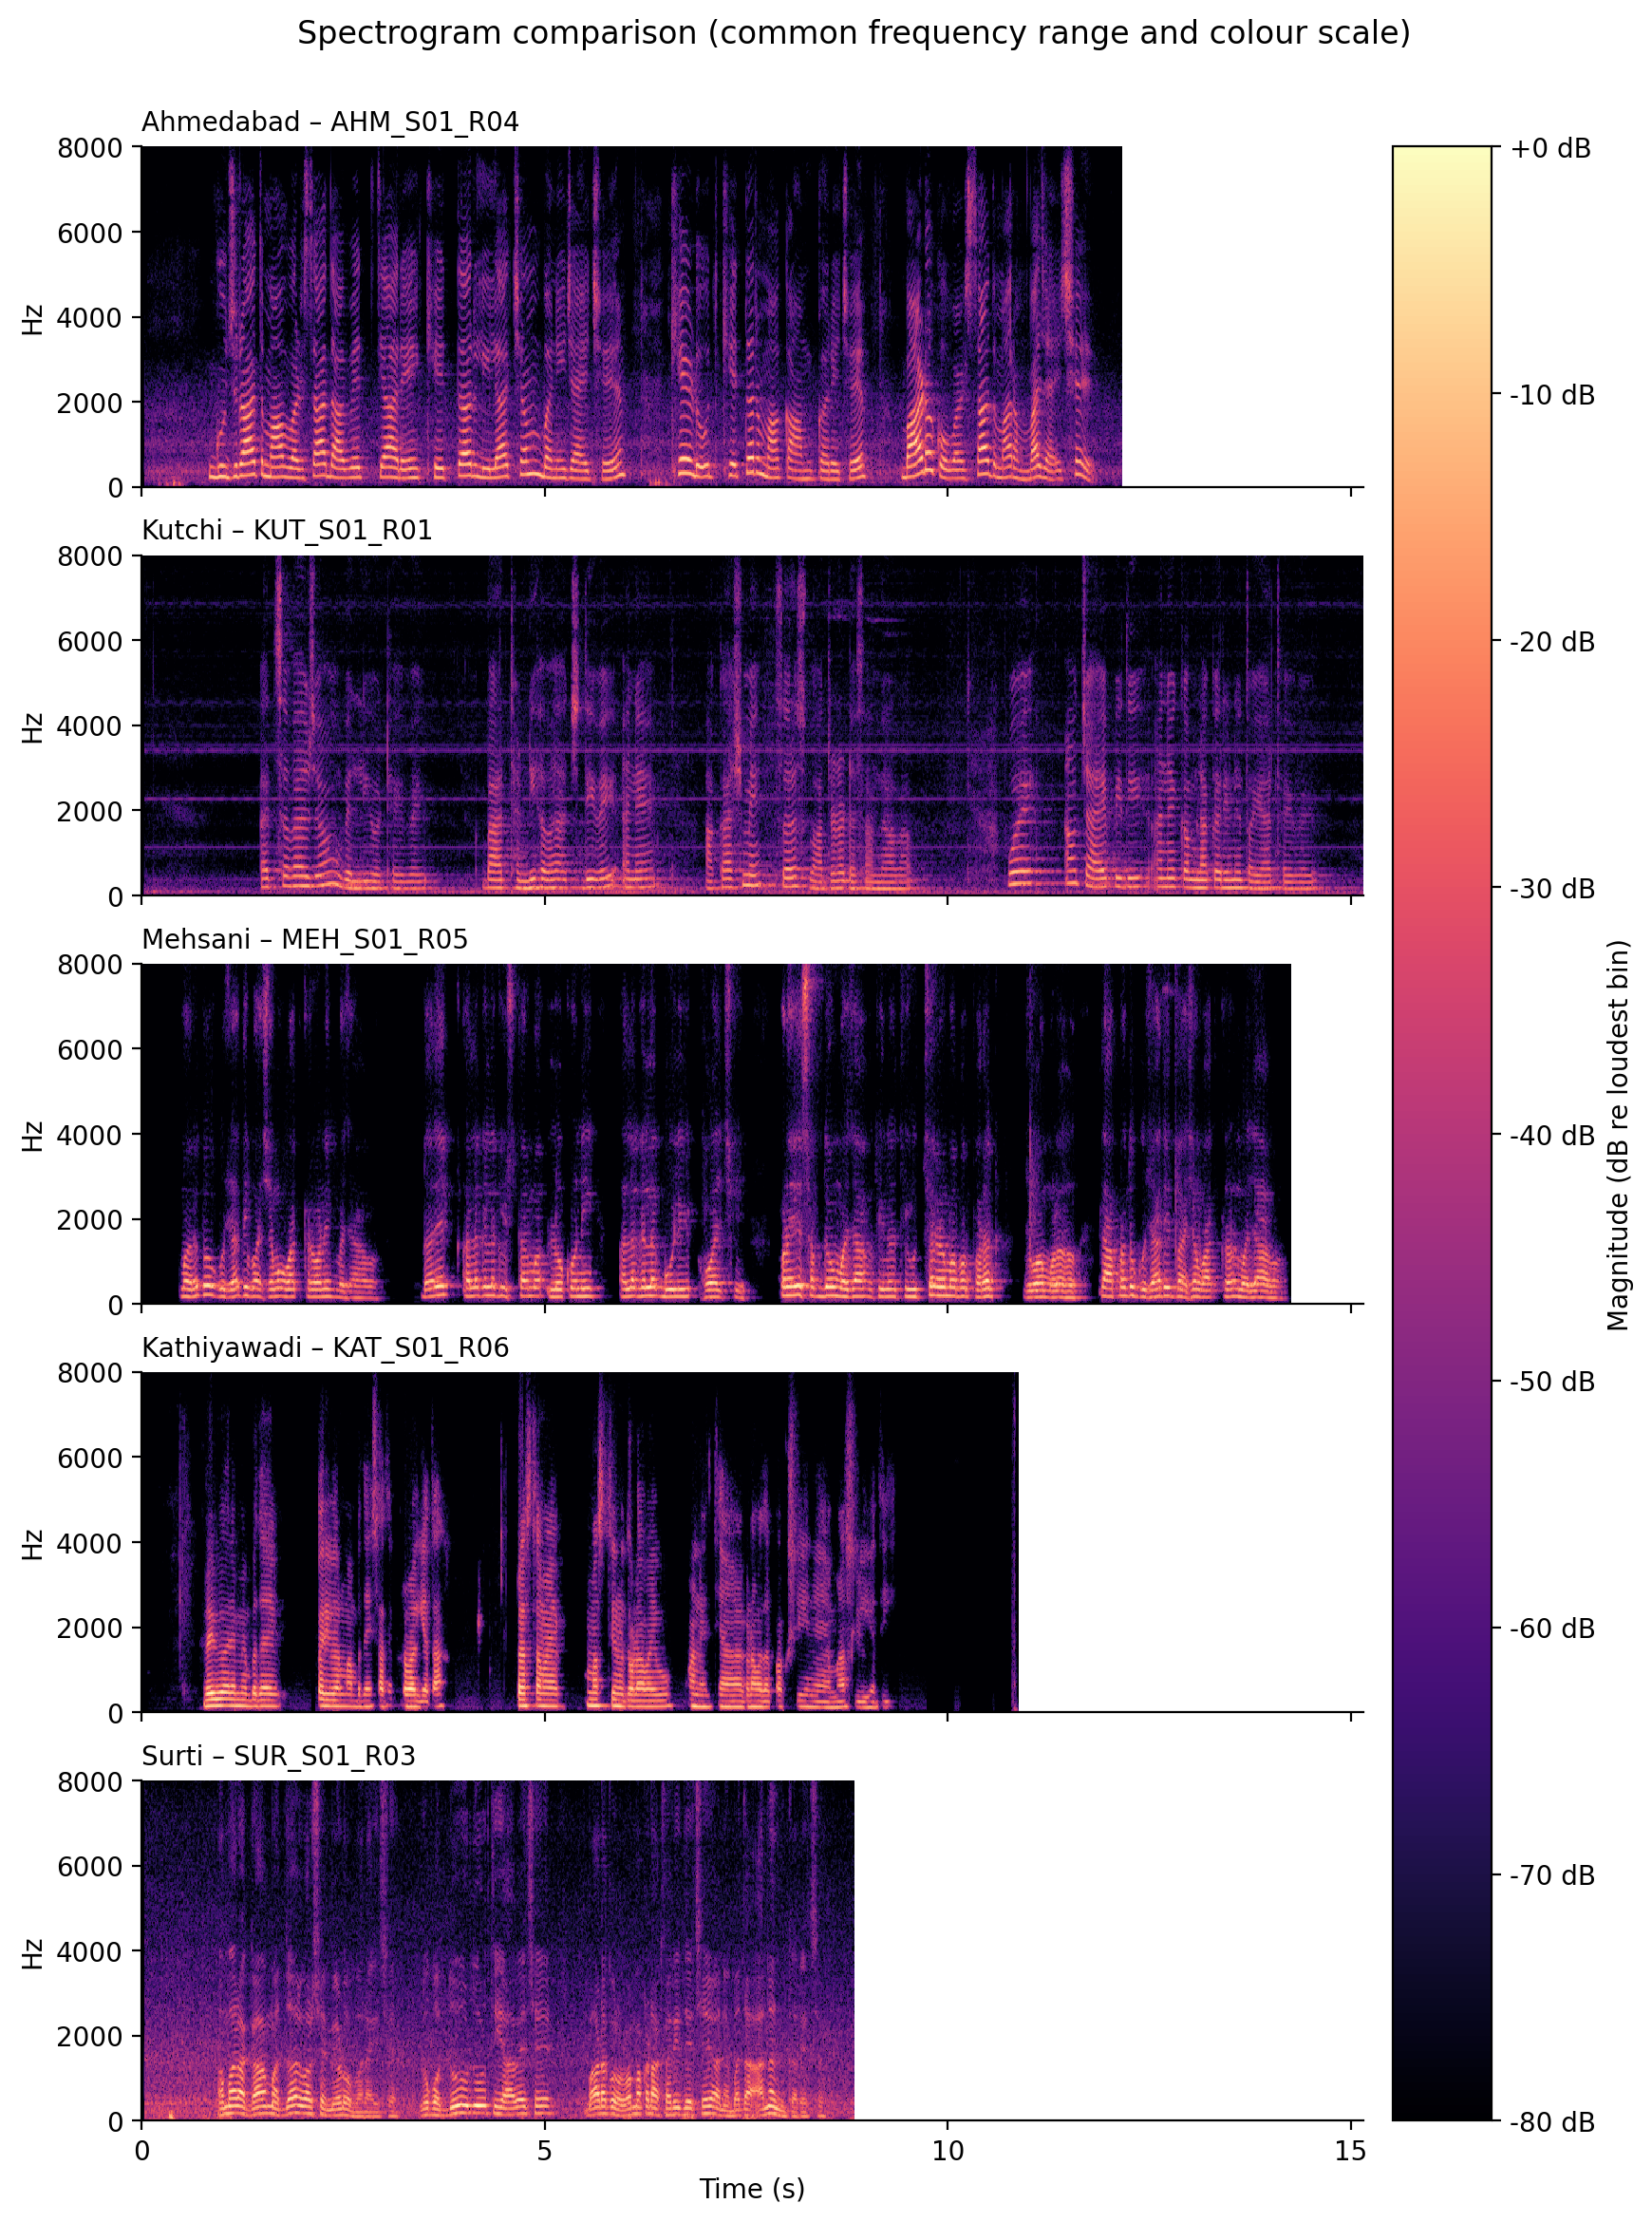 Spectrogram comparison (common frequency range and colour scale)
Ahmedabad – AHM_S01_R04
8000
6000
4000
2000
0
Hz
Kutchi – KUT_S01_R01
8000
6000
4000
2000
0
Hz
Mehsani – MEH_S01_R05
8000
6000
4000
2000
0
Hz
Kathiyawadi – KAT_S01_R06
8000
6000
4000
2000
0
Hz
Surti – SUR_S01_R03
8000
6000
4000
2000
0
Hz
0 5 10 15
Time (s)
+0 dB
-10 dB
-20 dB
-30 dB
-40 dB
-50 dB
-60 dB
-70 dB
-80 dB
Magnitude (dB re loudest bin)